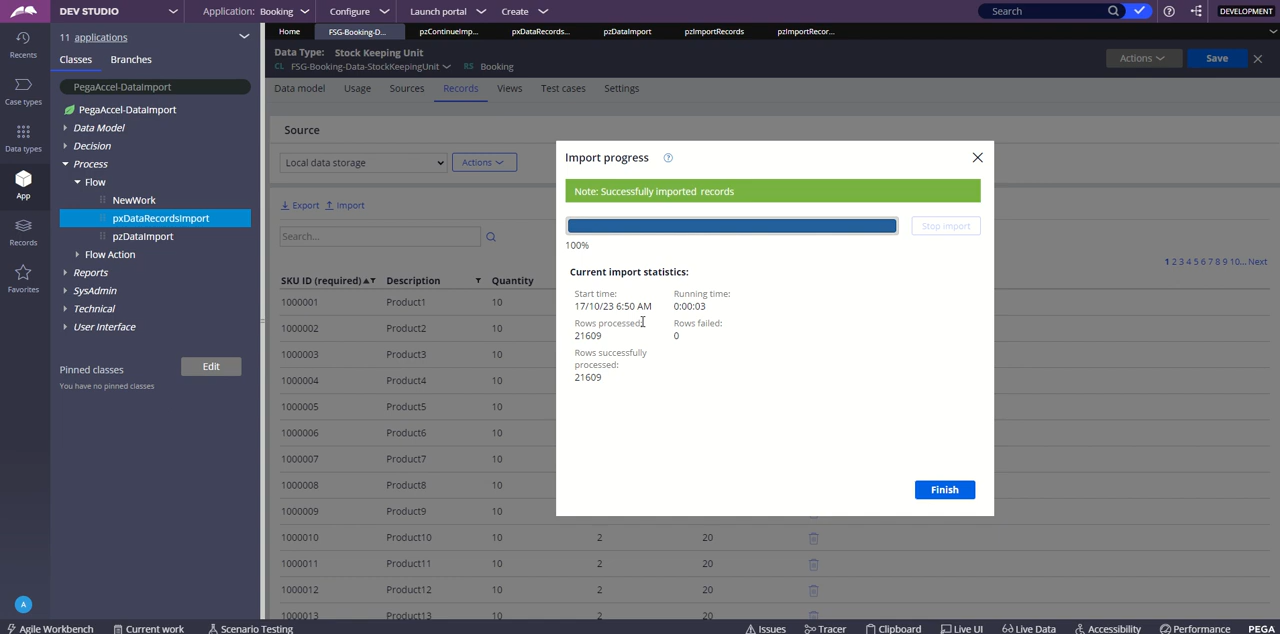 DEV STUDIO
Application: Booking
Configure
Launch portal
Create
Search
DEVELOPMENT
Recents
Case types
Data types
App
Records
Favorites
A
11 applications
Classes Branches
PegaAccel-DataImport
PegaAccel-DataImport
Data Model
Decision
Process
Flow
NewWork
pxDataRecordsImport
pzDataImport
Flow Action
Reports
SysAdmin
Technical
User Interface
Pinned classes
Edit
You have no pinned classes
Home
FSG-Booking-D...
pzContinueImp...
pxDataRecords...
pzDataImport
pzImportRecords
pzImportRecor...
Data Type: Stock Keeping Unit
CL FSG-Booking-Data-StockKeepingUnit RS Booking
Actions
Save
Data model Usage Sources Records Views Test cases Settings
Source
Local data storage
Actions
Export Import
Search...
1 2 3 4 5 6 7 8 9 10... Next
SKU ID (required) Description Quantity
1000001 Product1 10
1000002 Product2 10
1000003 Product3 10
1000004 Product4 10
1000005 Product5 10
1000006 Product6 10
1000007 Product7 10
1000008 Product8 10
1000009 Product9 10
1000010 Product10 10 2 20
1000011 Product11 10 2 20
1000012 Product12 10 2 20
1000013 Product13 10 2 20
Import progress
Note: Successfully imported records
Stop import
100%
Current import statistics:
Start time: Running time:
17/10/23 6:50 AM 0:00:03
Rows processed: Rows failed:
21609 0
Rows successfully
processed:
21609
Finish
Agile Workbench Current work Scenario Testing Issues Tracer Clipboard Live UI Live Data Accessibility Performance PEGA